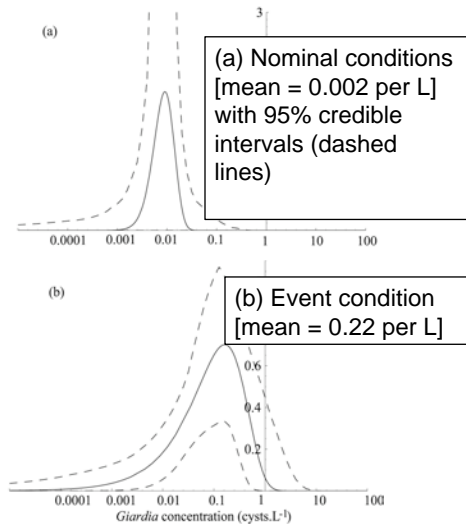 3
(a)
(a) Nominal conditions
[mean = 0.002 per L]
with 95% credible
intervals (dashed
lines)
0.0001 0.001 0.01 0.1 1 10 100
(b)
(b) Event condition
[mean = 0.22 per L]
0.6
0.4
0.2
0.0001 0.001 0.01 0.1 1 10 100
Giardia concentration (cysts.L⁻¹)